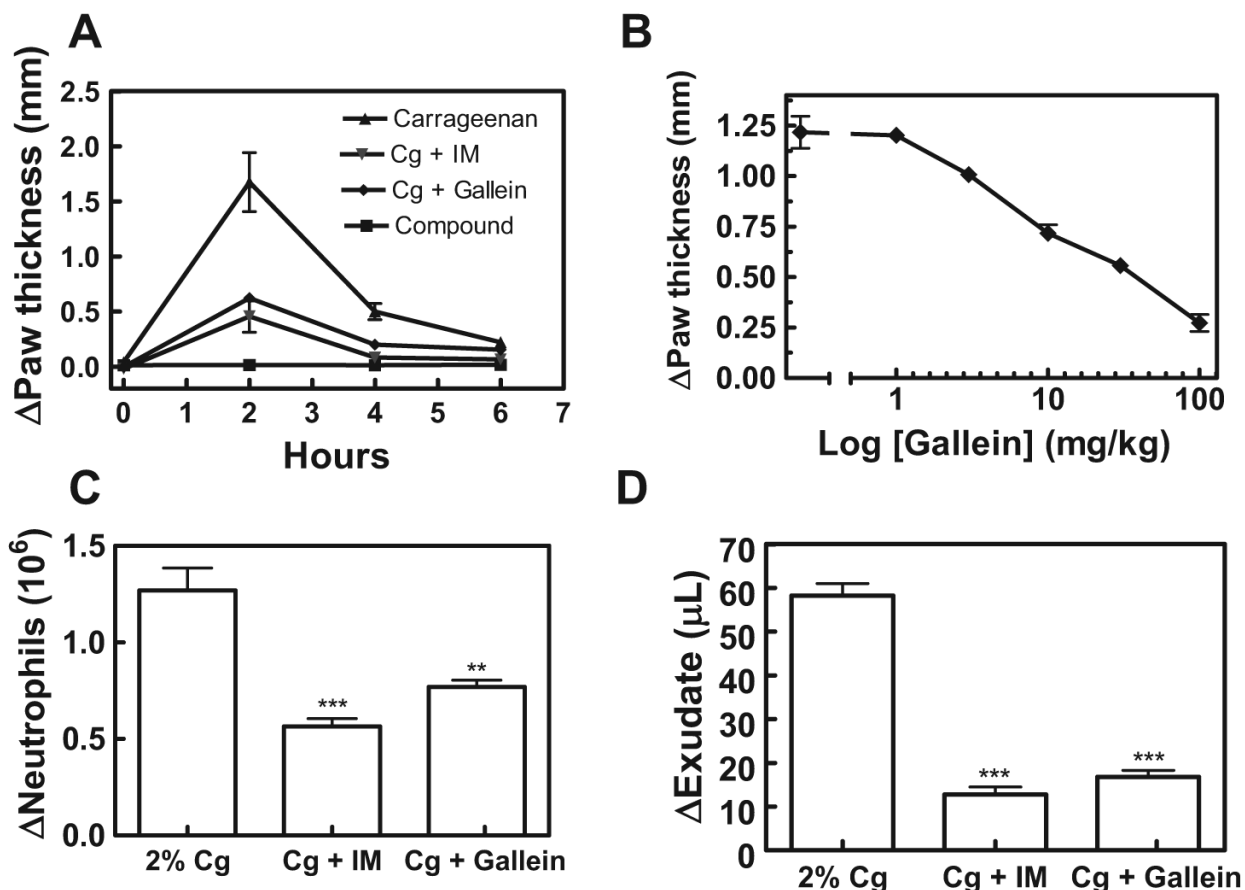 A
ΔPaw thickness (mm)
2.5
2.0
1.5
1.0
0.5
0.0
Carrageenan
Cg + IM
Cg + Gallein
Compound
0 1 2 3 4 5 6 7
Hours
B
ΔPaw thickness (mm)
1.25
1.00
0.75
0.50
0.25
0.00
1 10 100
Log [Gallein] (mg/kg)
C
ΔNeutrophils (10⁶)
1.5
1.0
0.5
0.0
***
**
2% Cg Cg + IM Cg + Gallein
D
ΔExudate (μL)
70
60
50
40
30
20
10
0
***
***
2% Cg Cg + IM Cg + Gallein